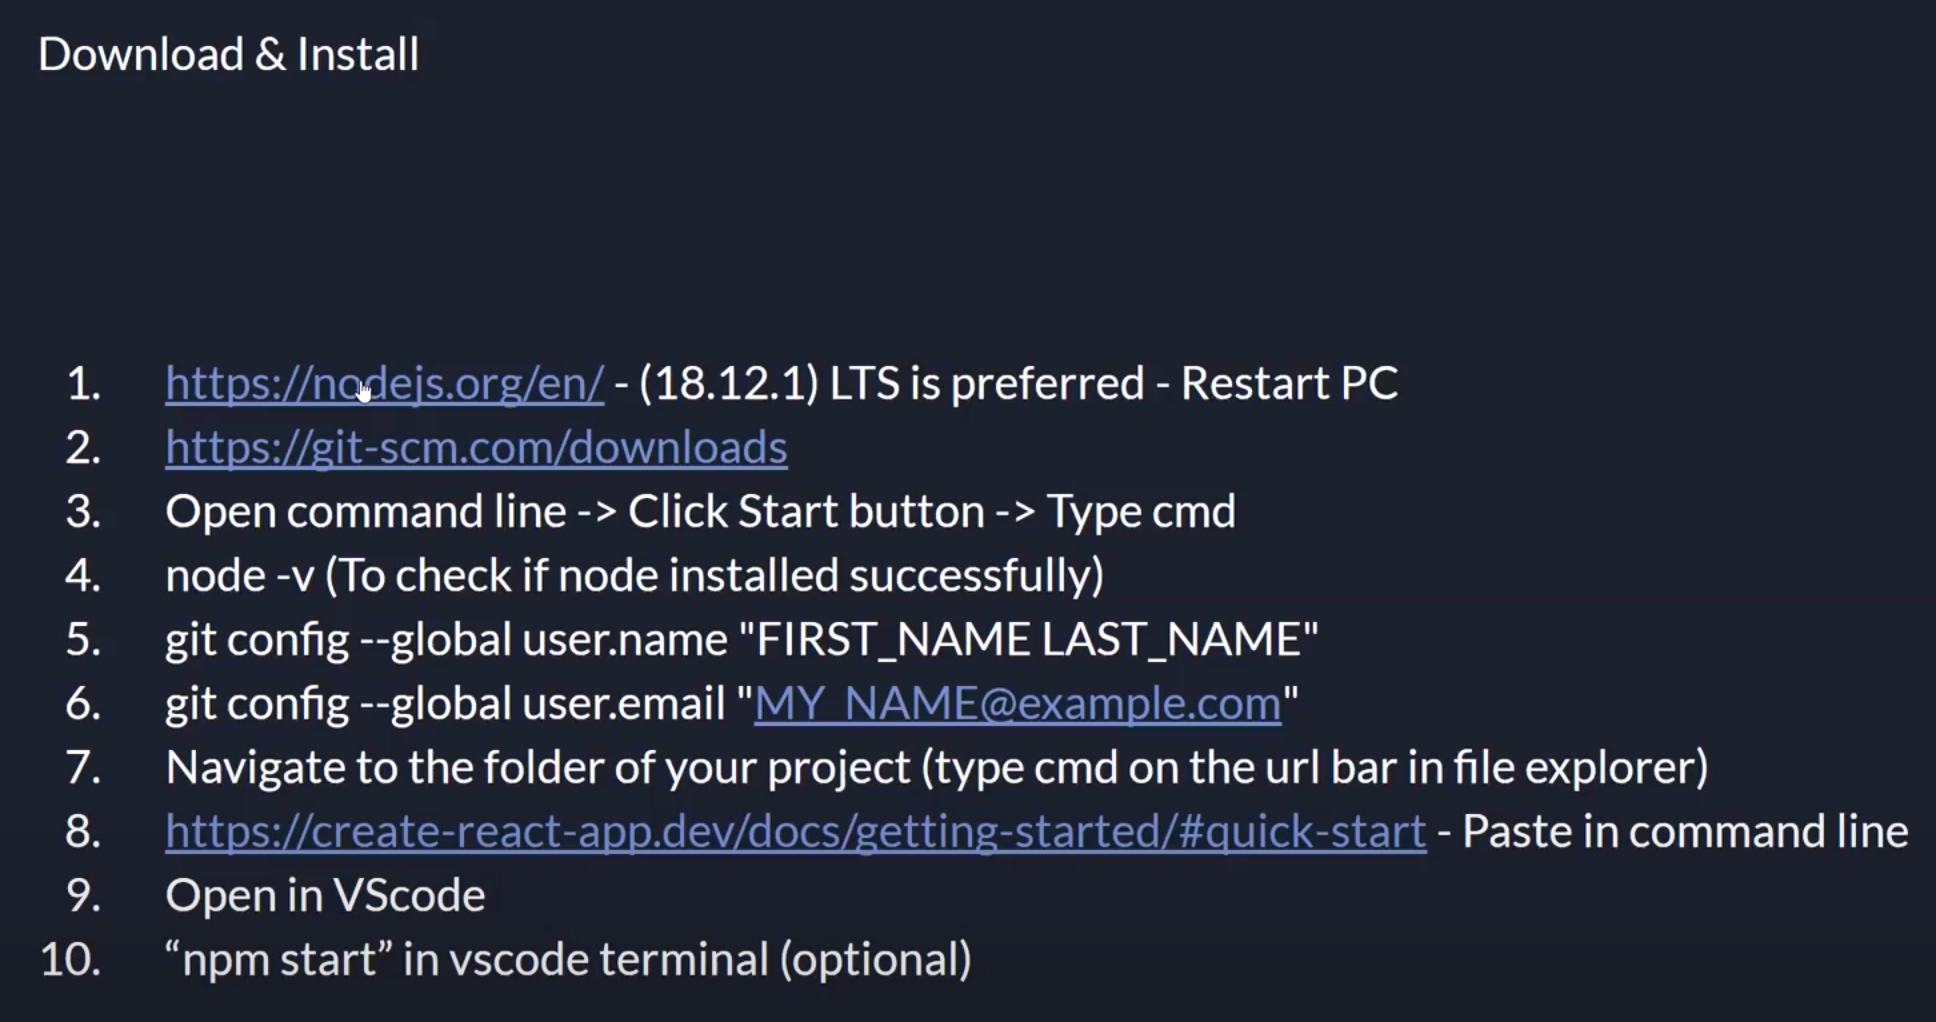 Download & Install
1. https://nodejs.org/en/ - (18.12.1) LTS is preferred - Restart PC
2. https://git-scm.com/downloads
3. Open command line -> Click Start button -> Type cmd
4. node -v (To check if node installed successfully)
5. git config --global user.name "FIRST_NAME LAST_NAME"
6. git config --global user.email "MY_NAME@example.com"
7. Navigate to the folder of your project (type cmd on the url bar in file explorer)
8. https://create-react-app.dev/docs/getting-started/#quick-start - Paste in command line
9. Open in VScode
10. “npm start” in vscode terminal (optional)